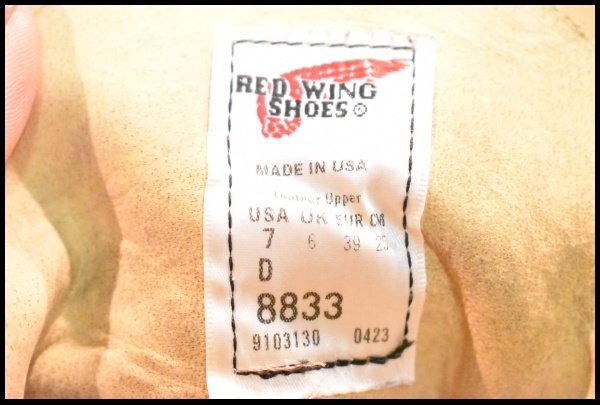 RED WING
SHOES®
MADE IN USA
Leather Upper
USA UK EUR CM
7 6 39 25
D
8833
9103130 0423